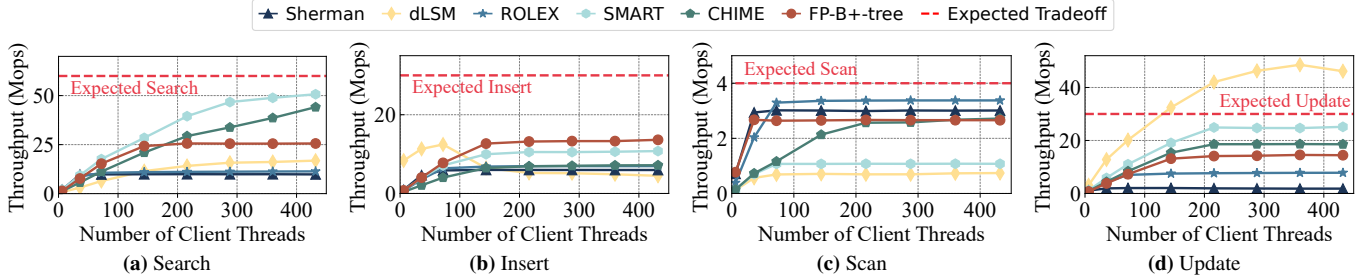 Sherman dLSM ROLEX SMART CHIME FP-B+-tree Expected Tradeoff
Throughput (Mops)
50
25
0
Expected Search
0 100 200 300 400
Number of Client Threads
(a) Search
Throughput (Mops)
20
0
Expected Insert
0 100 200 300 400
Number of Client Threads
(b) Insert
Throughput (Mops)
4
2
0
Expected Scan
0 100 200 300 400
Number of Client Threads
(c) Scan
Throughput (Mops)
40
20
0
Expected Update
0 100 200 300 400
Number of Client Threads
(d) Update